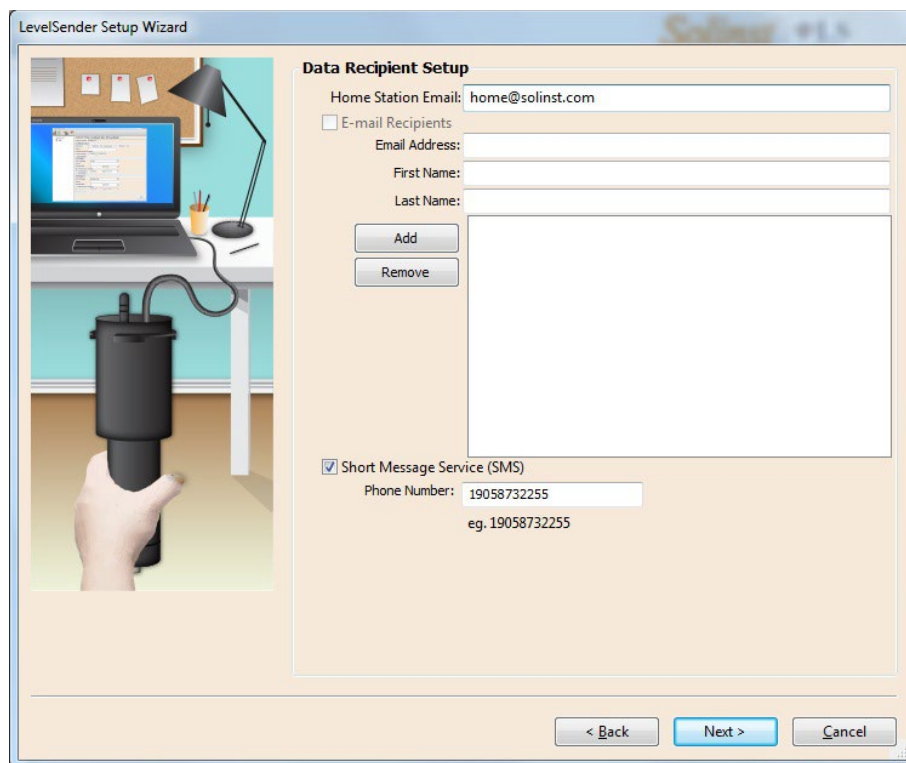 LevelSender Setup Wizard
Solinst
Data Recipient Setup
Home Station Email: home@solinst.com
E-mail Recipients
Email Address:
First Name:
Last Name:
Add
Remove
Short Message Service (SMS)
Phone Number: 19058732255
eg. 19058732255
< Back Next > Cancel